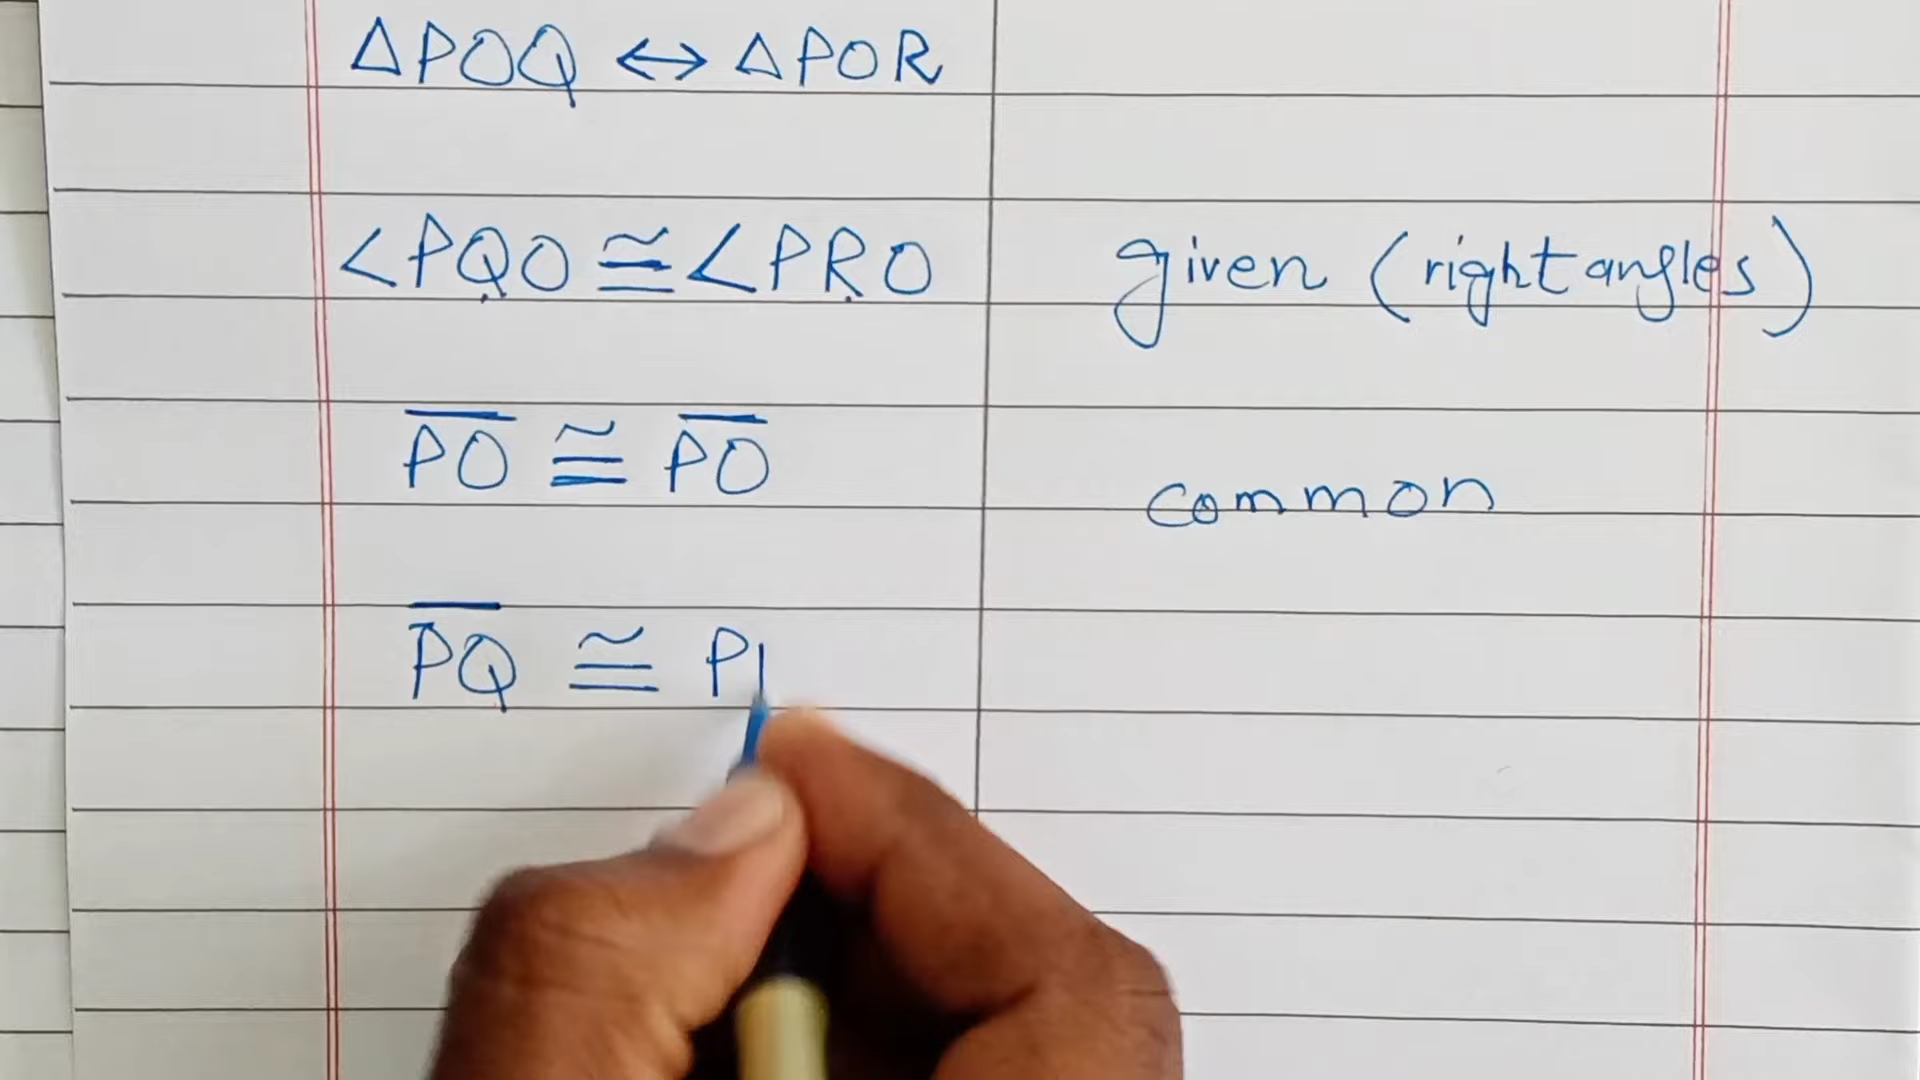 ΔPOQ ↔ ΔPOR
<PQO ≅ <PRO given (right angles)
P̅O̅ ≅ P̅O̅ common
P̅Q̅ ≅ P